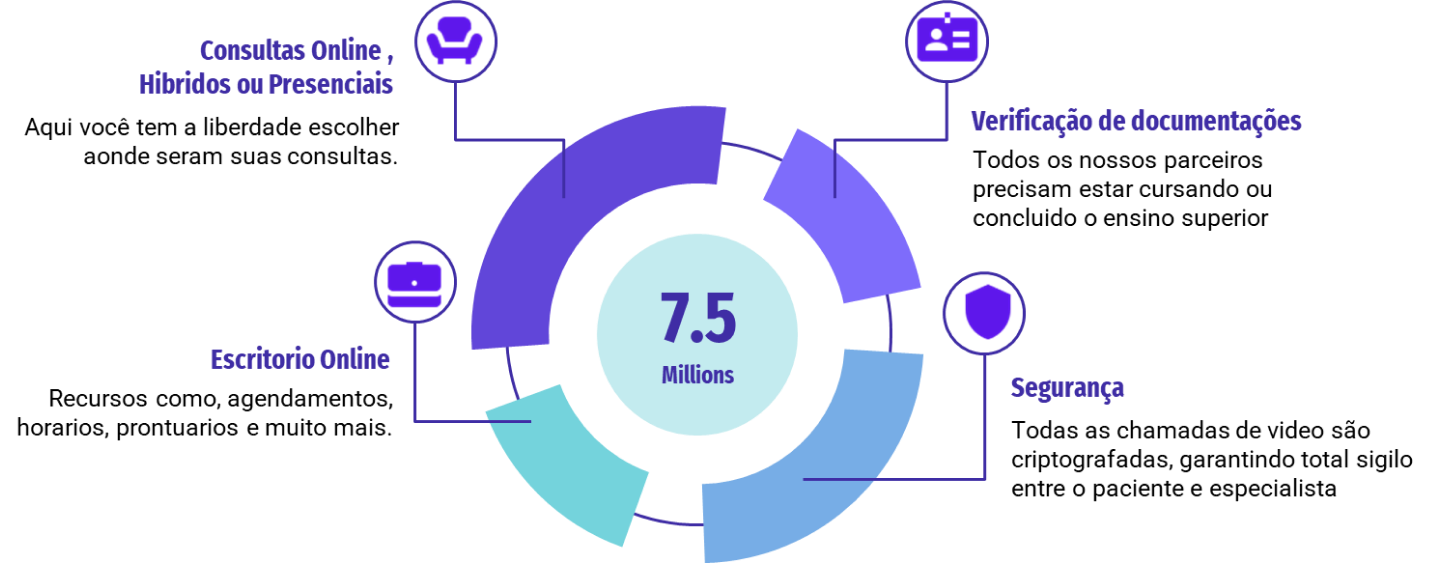 Consultas Online ,
Hibridos ou Presenciais
Aqui você tem a liberdade escolher
aonde seram suas consultas.
Verificação de documentações
Todos os nossos parceiros
precisam estar cursando ou
concluido o ensino superior
7.5
Millions
Escritorio Online
Recursos como, agendamentos,
horarios, prontuarios e muito mais.
Segurança
Todas as chamadas de video são
criptografadas, garantindo total sigilo
entre o paciente e especialista